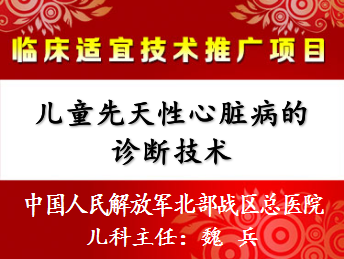 临床适宜技术推广项目
儿童先天性心脏病的
诊断技术
中国人民解放军北部战区总医院
儿科主任：魏 兵